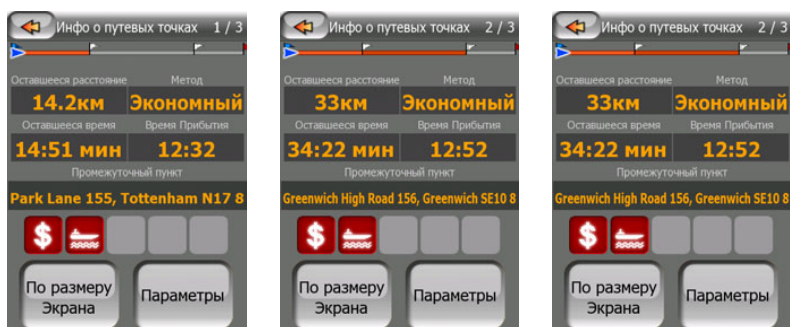 Инфо о путевых точках 1 / 3
Оставшееся расстояние Метод
14.2км Экономный
Оставшееся время Время Прибытия
14:51 мин 12:32
Промежуточный пункт
Park Lane 155, Tottenham N17 8
$
По размеру Экрана
Параметры
Инфо о путевых точках 2 / 3
Оставшееся расстояние Метод
33км Экономный
Оставшееся время Время Прибытия
34:22 мин 12:52
Промежуточный пункт
Greenwich High Road 156, Greenwich SE10 8
$
По размеру Экрана
Параметры
Инфо о путевых точках 2 / 3
Оставшееся расстояние Метод
33км Экономный
Оставшееся время Время Прибытия
34:22 мин 12:52
Промежуточный пункт
Greenwich High Road 156, Greenwich SE10 8
$
По размеру Экрана
Параметры